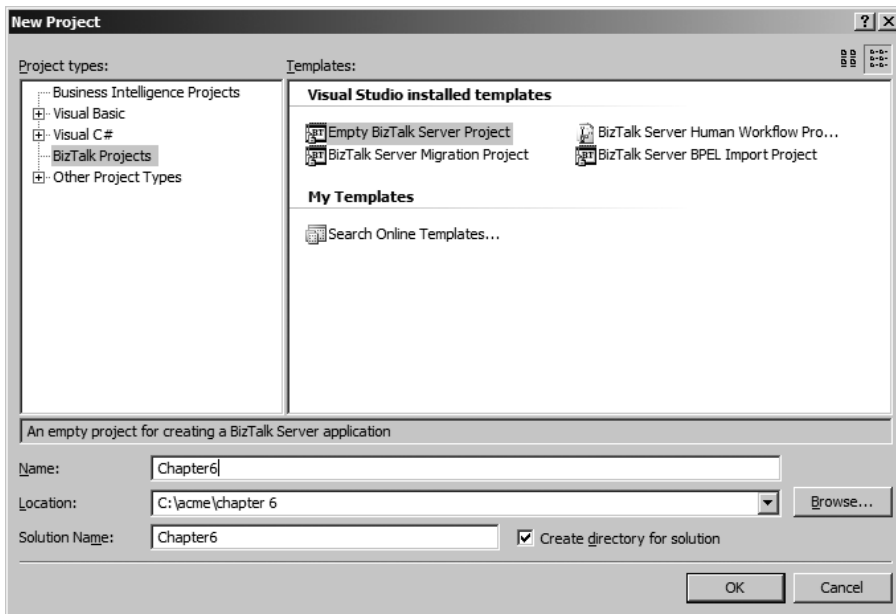 New Project
Project types:
Templates:
Business Intelligence Projects
Visual Basic
Visual C#
BizTalk Projects
Other Project Types
Visual Studio installed templates
Empty BizTalk Server Project
BizTalk Server Human Workflow Pro...
BizTalk Server Migration Project
BizTalk Server BPEL Import Project
My Templates
Search Online Templates...
An empty project for creating a BizTalk Server application
Name:
Chapter6
Location:
C:\acme\chapter 6
Browse...
Solution Name:
Chapter6
Create directory for solution
OK
Cancel